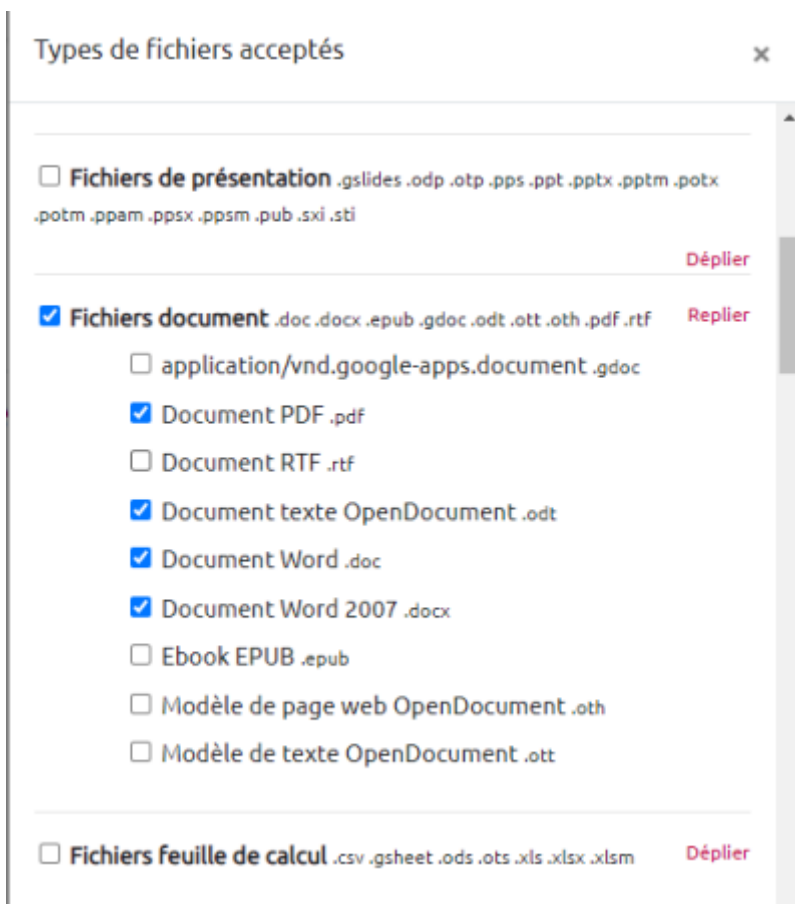 Types de fichiers acceptés ×
Fichiers de présentation .gslides .odp .otp .pps .ppt .pptx .pptm .potx
.potm .ppam .ppsx .ppsm .pub .sxi .sti
Déplier
Fichiers document .doc .docx .epub .gdoc .odt .ott .oth .pdf .rtf Replier
application/vnd.google-apps.document .gdoc
Document PDF .pdf
Document RTF .rtf
Document texte OpenDocument .odt
Document Word .doc
Document Word 2007 .docx
Ebook EPUB .epub
Modèle de page web OpenDocument .oth
Modèle de texte OpenDocument .ott
Fichiers feuille de calcul .csv .gsheet .ods .ots .xls .xlsx .xlsm Déplier